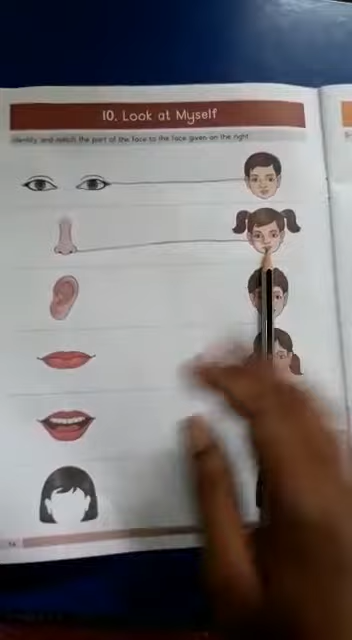 10. Look at Myself
Identify and match the part of the face to the face given on the right.